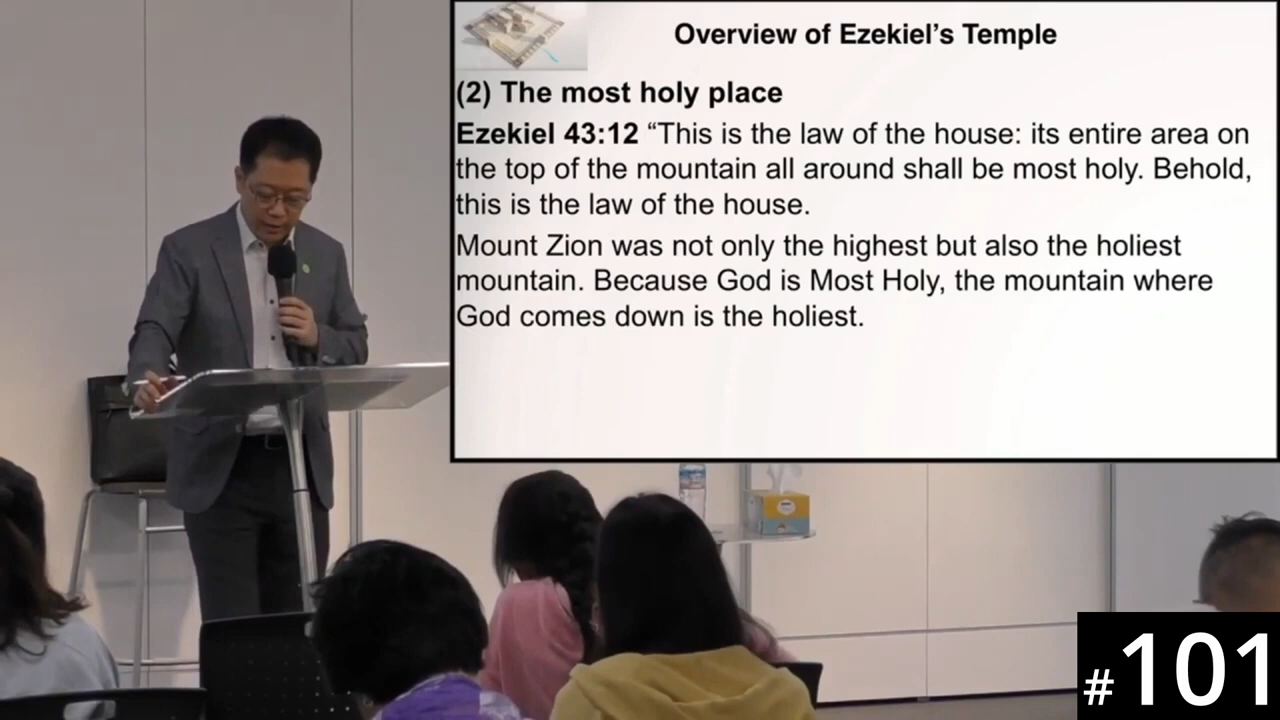 Overview of Ezekiel’s Temple
(2) The most holy place
Ezekiel 43:12 “This is the law of the house: its entire area on
the top of the mountain all around shall be most holy. Behold,
this is the law of the house.
Mount Zion was not only the highest but also the holiest
mountain. Because God is Most Holy, the mountain where
God comes down is the holiest.
#101